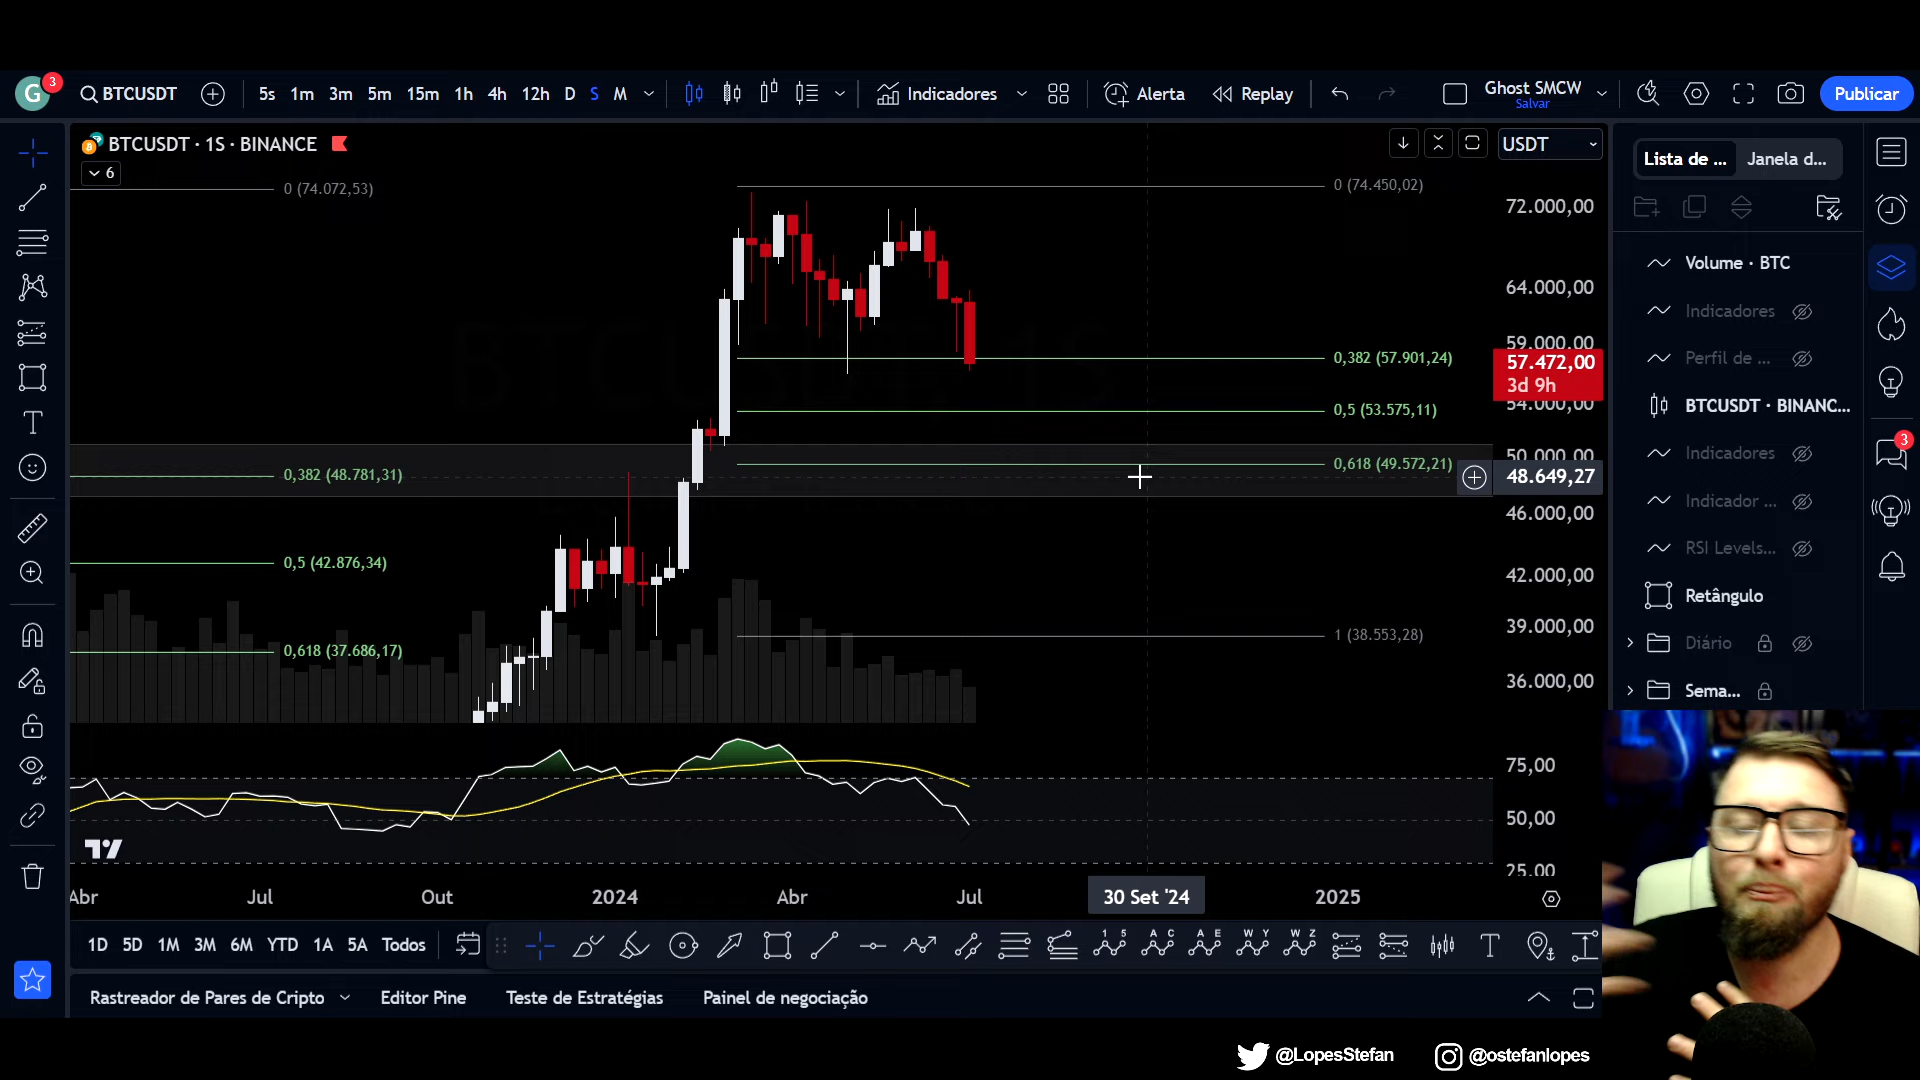 G 3 BTCUSDT 5s 1m 3m 5m 15m 1h 4h 12h D S M Indicadores Alerta Replay Ghost SMCW Salvar Publicar
BTCUSDT · 1S · BINANCE
USDT
6
0 (74.072,53)
0 (74.450,02)
0,382 (57.901,24)
0,5 (53.575,11)
0,618 (49.572,21)
1 (38.553,28)
0,382 (48.781,31)
0,5 (42.876,34)
0,618 (37.686,17)
72.000,00
64.000,00
59.000,00
57.472,00
3d 9h
54.000,00
50.000,00
48.649,27
46.000,00
42.000,00
39.000,00
36.000,00
75,00
50,00
25,00
Abr Jul Out 2024 Abr Jul 30 Set '24 2025
Lista de ... Janela d...
Volume · BTC
Indicadores
Perfil de ...
BTCUSDT · BINANC...
Indicadores
Indicador ...
RSI Levels...
Retângulo
Diário
Sema...
3
1D 5D 1M 3M 6M YTD 1A 5A Todos
Rastreador de Pares de Cripto Editor Pine Teste de Estratégias Painel de negociação
@LopesStefan @ostefanlopes